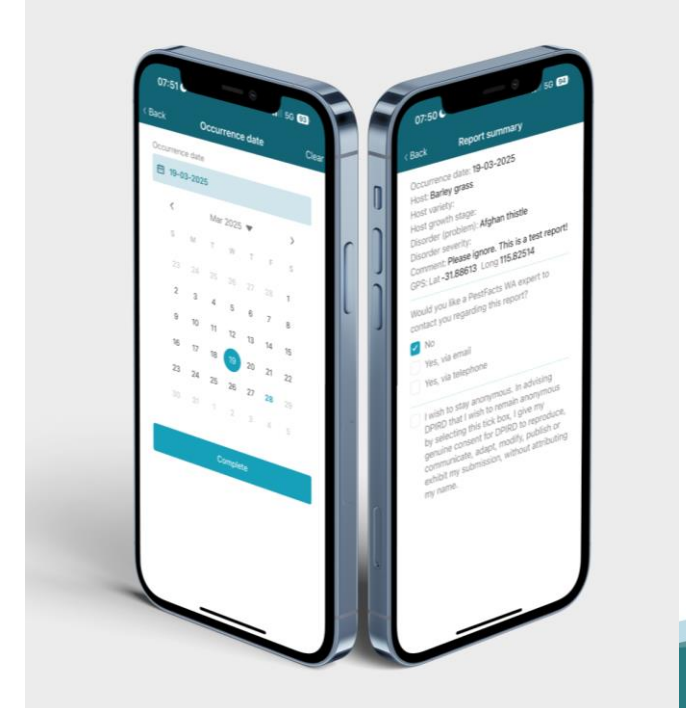 07:51
5G
< Back
Occurrence date
Clear
Occurrence date
19-03-2025
< Mar 2025 ▼ >
S M T W T F S
23 24 25 26 27 28 1
2 3 4 5 6 7 8
9 10 11 12 13 14 15
16 17 18 19 20 21 22
23 24 25 26 27 28 29
30 31 1 2 3 4 5
Complete
07:50
5G
< Back
Report summary
Occurrence date: 19-03-2025
Host: Barley grass
Host variety:
Host growth stage:
Disorder (problem): Afghan thistle
Disorder severity:
Comment: Please ignore. This is a test report!
GPS: Lat -31.88613 Long 115.82514
Would you like a PestFacts WA expert to
contact you regarding this report?
No
Yes, via email
Yes, via telephone
I wish to stay anonymous. In advising
DPIRD that I wish to remain anonymous
by selecting this tick box, I give my
genuine consent for DPIRD to reproduce,
communicate, adapt, modify, publish or
exhibit my submission, without attributing
my name.